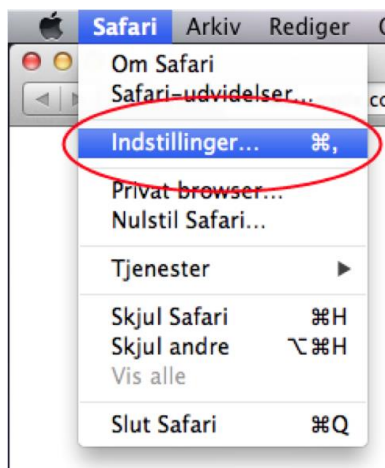 Safari Arkiv Rediger
Om Safari
Safari-udvidelser...
Indstillinger... ⌘,
Privat browser...
Nulstil Safari...
Tjenester ▶
Skjul Safari ⌘H
Skjul andre ⌥⌘H
Vis alle
Slut Safari ⌘Q